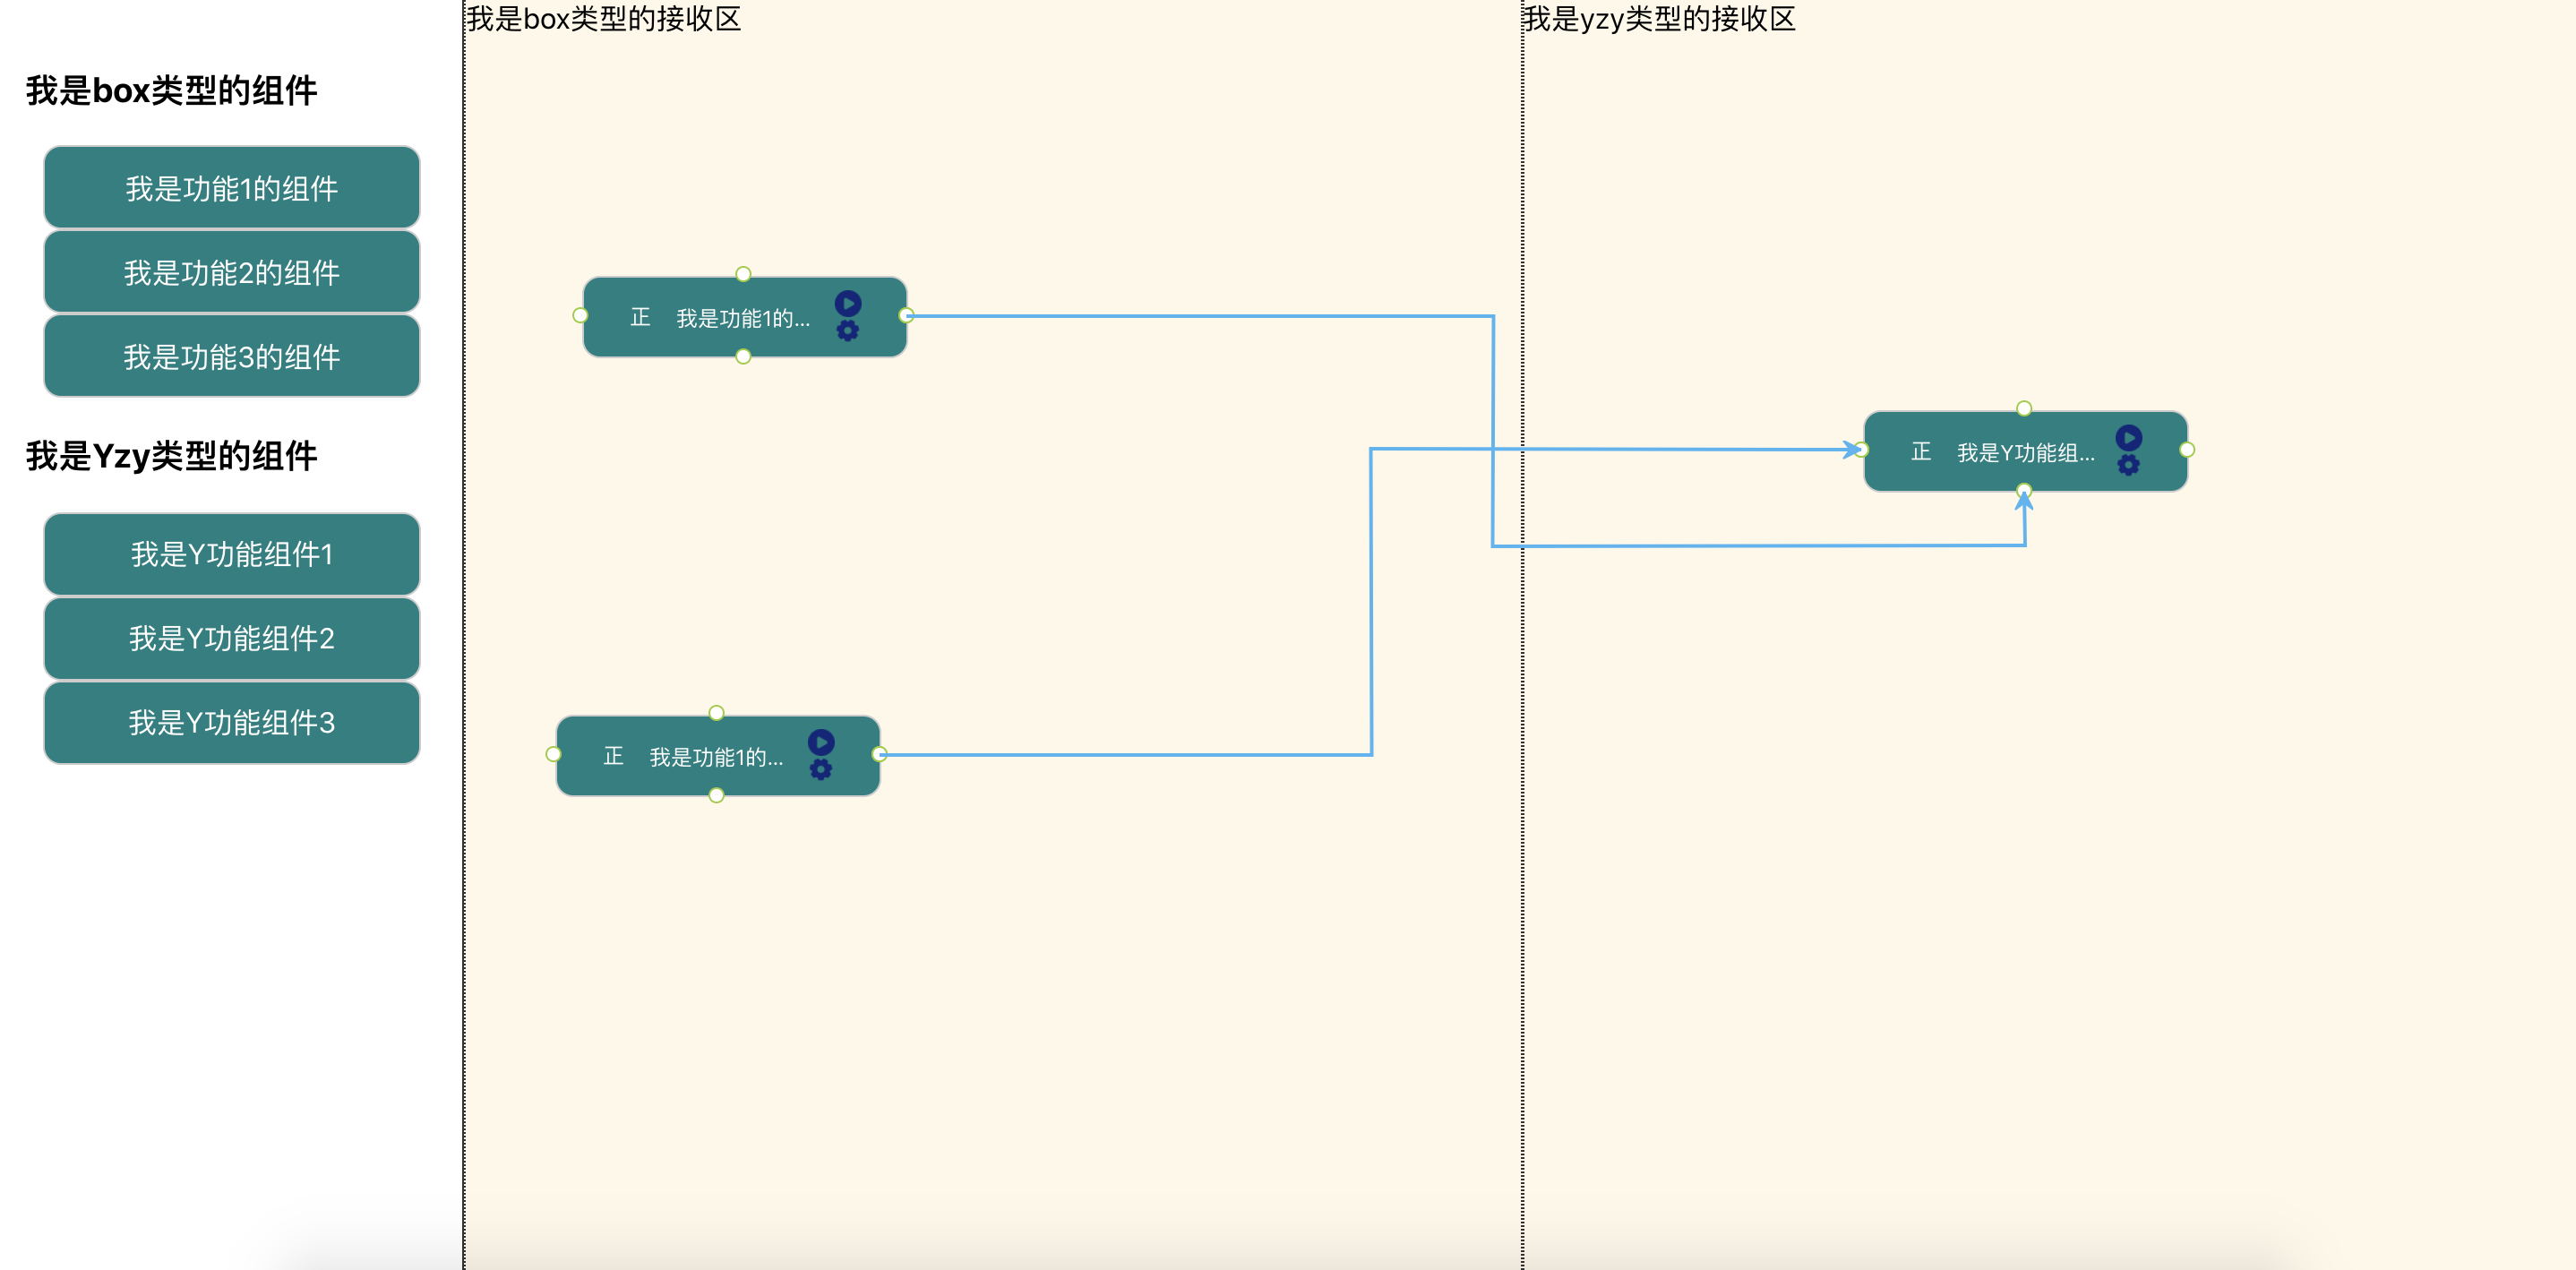 我是box类型的组件
我是功能1的组件
我是功能2的组件
我是功能3的组件
我是Yzy类型的组件
我是Y功能组件1
我是Y功能组件2
我是Y功能组件3
我是box类型的接收区
正 我是功能1的...
正 我是功能1的...
我是yzy类型的接收区
正 我是Y功能组...